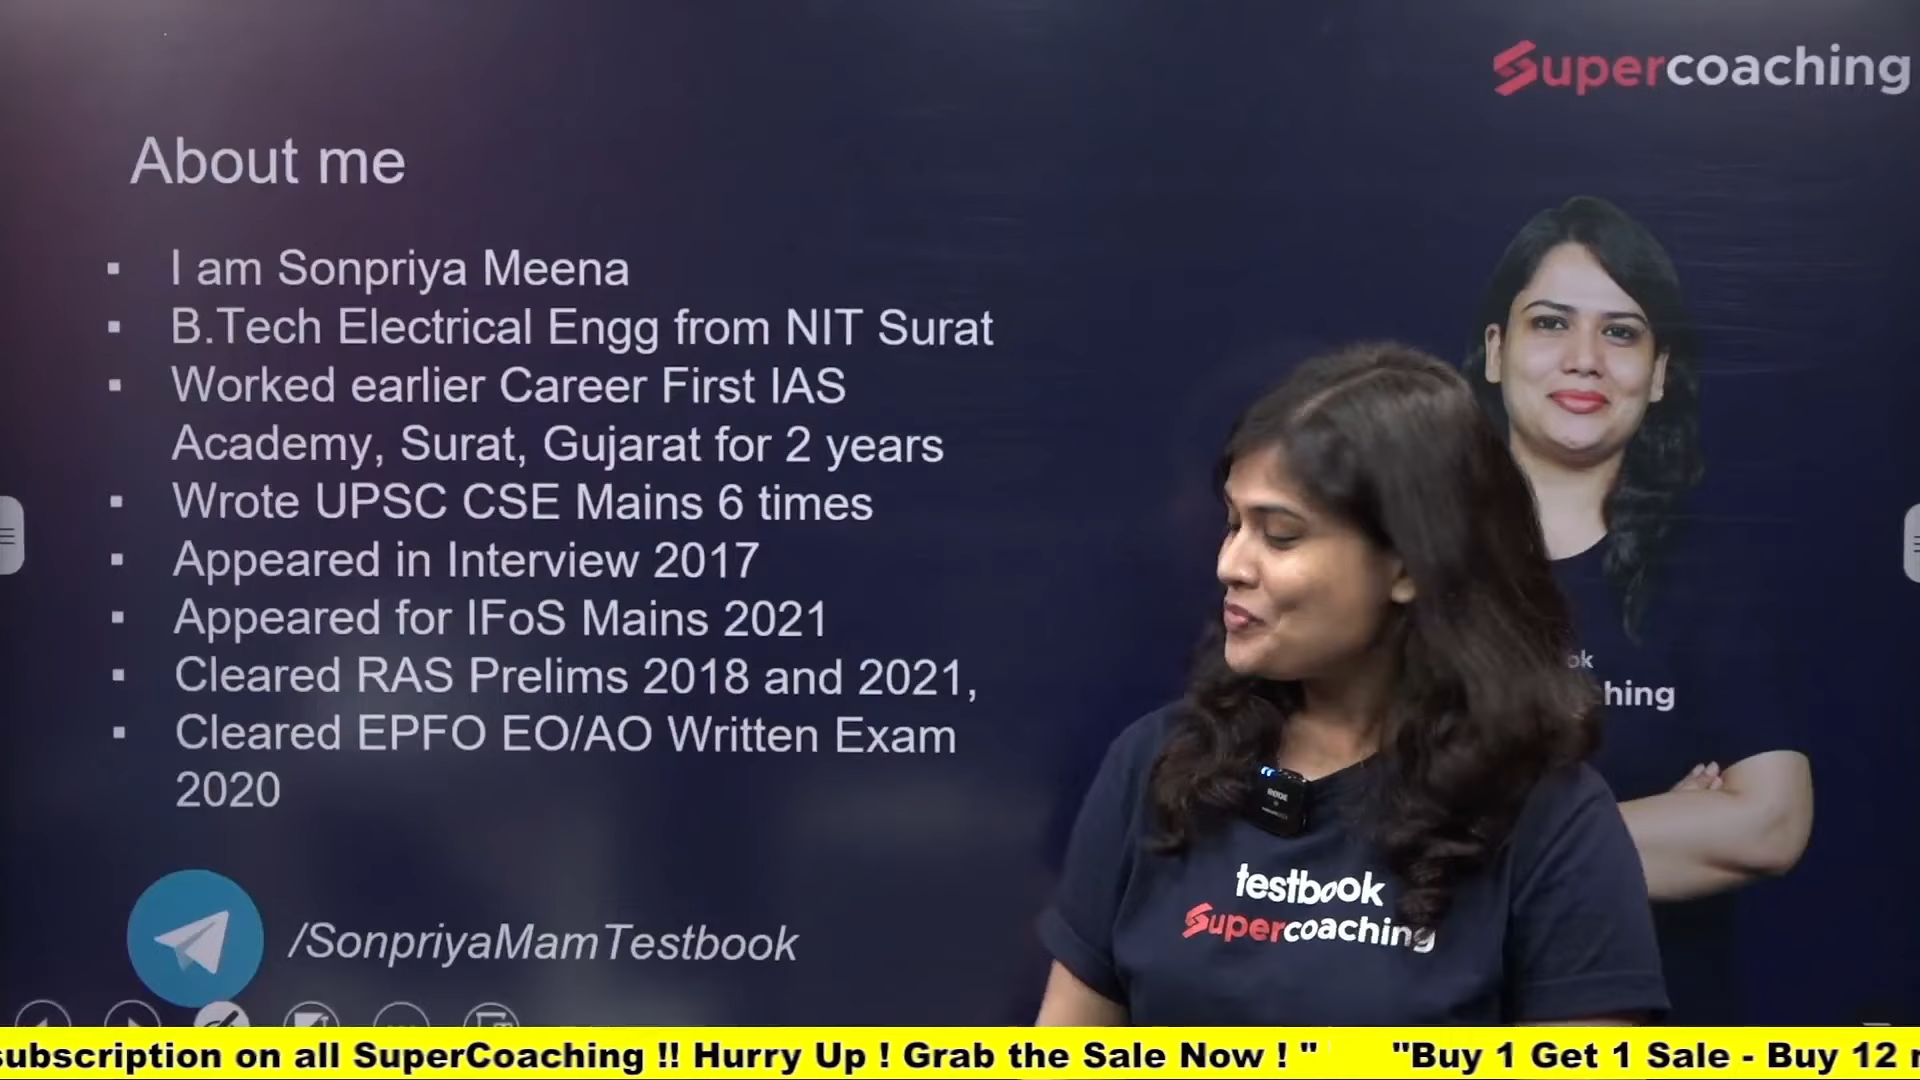 Supercoaching
About me
▪ I am Sonpriya Meena
▪ B.Tech Electrical Engg from NIT Surat
▪ Worked earlier Career First IAS
Academy, Surat, Gujarat for 2 years
▪ Wrote UPSC CSE Mains 6 times
▪ Appeared in Interview 2017
▪ Appeared for IFoS Mains 2021
▪ Cleared RAS Prelims 2018 and 2021,
▪ Cleared EPFO EO/AO Written Exam
2020
/SonpriyaMamTestbook
ok
hing
RØDE
testbook
Supercoaching
subscription on all SuperCoaching !! Hurry Up ! Grab the Sale Now ! " "Buy 1 Get 1 Sale - Buy 12